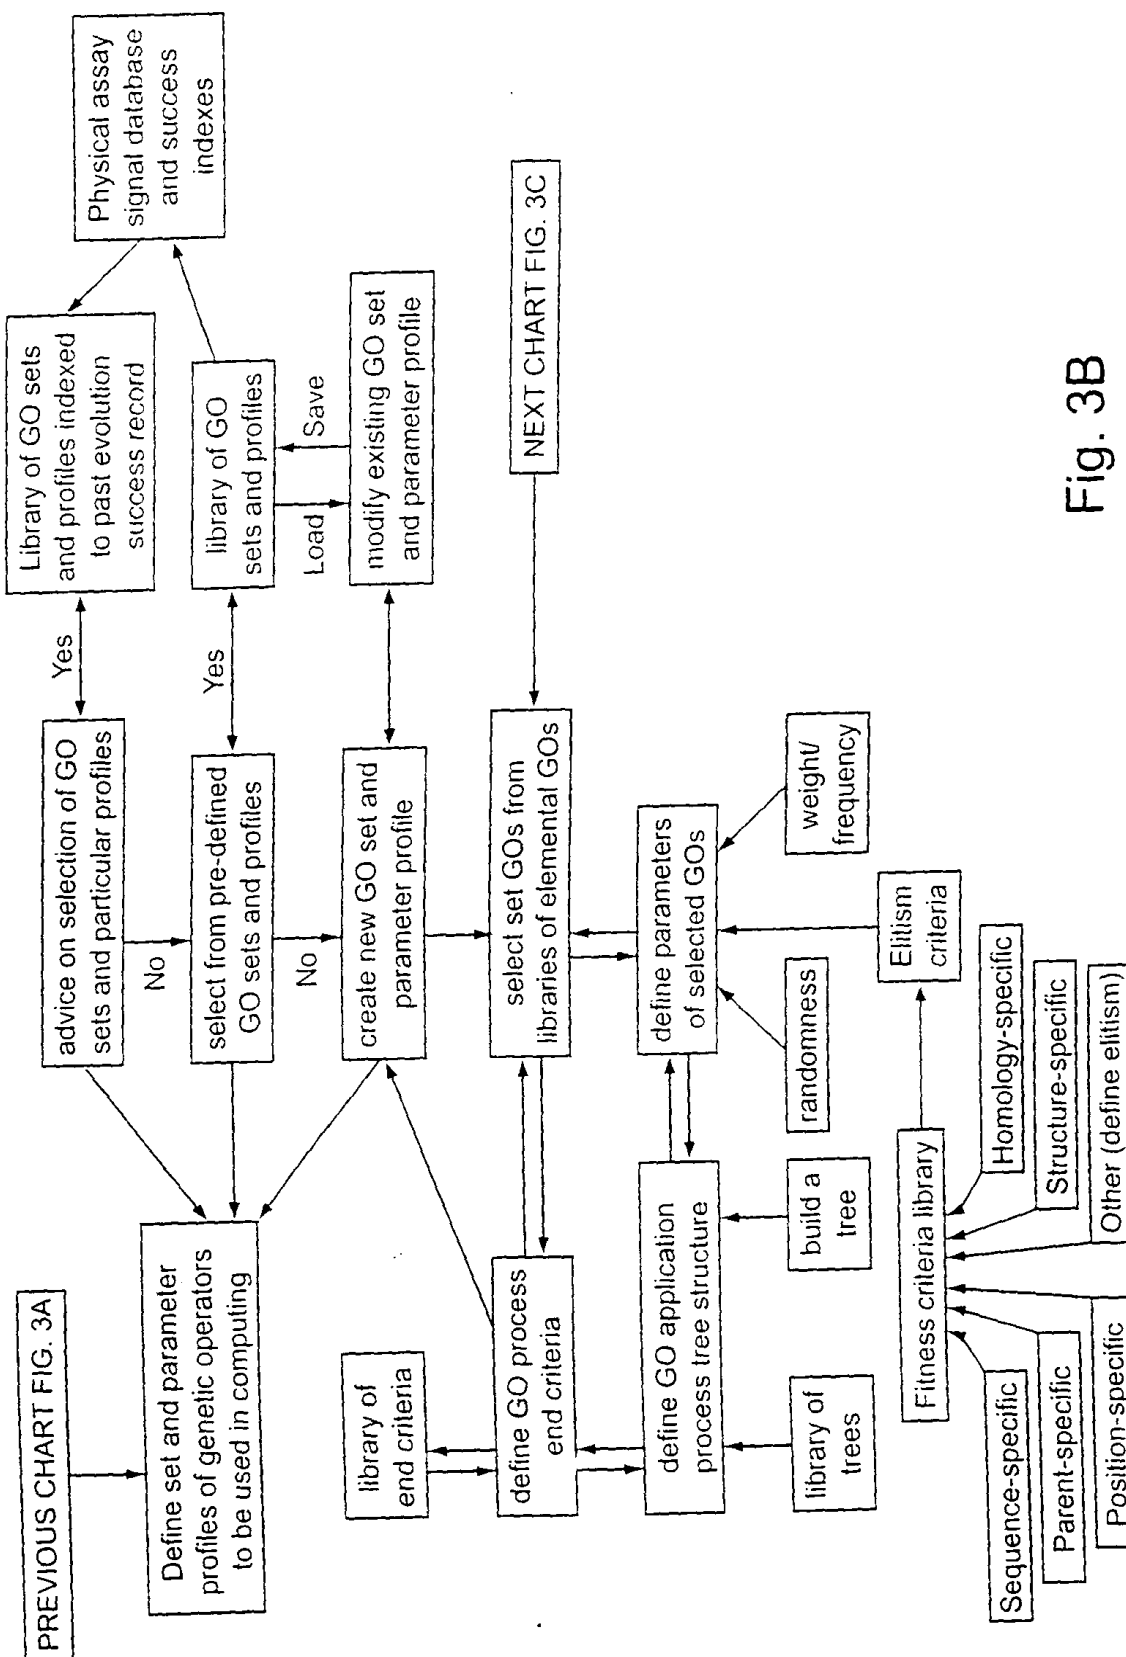 PREVIOUS CHART FIG. 3A
Define set and parameter
profiles of genetic operators
to be used in computing
advice on selection of GO
sets and particular profiles
Yes
Library of GO sets
and profiles indexed
to past evolution
success record
Physical assay
signal database
and success
indexes
No
select from pre-defined
GO sets and profiles
Yes
library of GO
sets and profiles
No
Load
Save
create new GO set and
parameter profile
modify existing GO set
and parameter profile
library of
end criteria
define GO process
end criteria
select set GOs from
libraries of elemental GOs
NEXT CHART FIG. 3C
define GO application
process tree structure
define parameters
of selected GOs
library of
trees
build a
tree
randomness
weight/
frequency
Elitism
criteria
Fitness criteria library
Sequence-specific
Parent-specific
Position-specific
Homology-specific
Structure-specific
Other (define elitism)
Fig. 3B